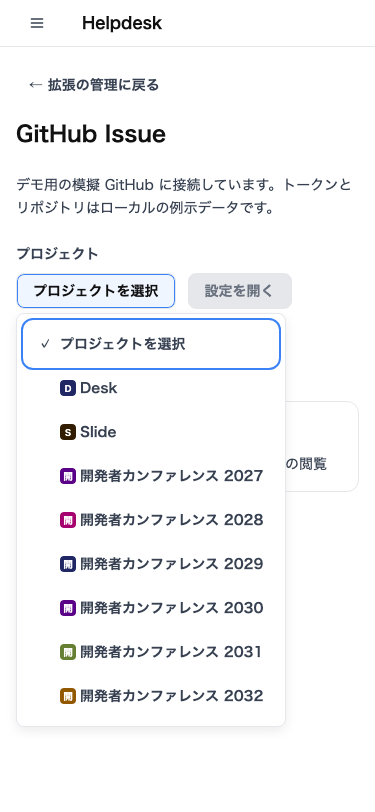 Helpdesk
← 拡張の管理に戻る
GitHub Issue
デモ用の模擬 GitHub に接続しています。トークンと
リポジトリはローカルの例示データです。
プロジェクト
プロジェクトを選択 設定を開く
✓ プロジェクトを選択
D Desk
S Slide
の閲覧
開 開発者カンファレンス 2027
開 開発者カンファレンス 2028
開 開発者カンファレンス 2029
開 開発者カンファレンス 2030
開 開発者カンファレンス 2031
開 開発者カンファレンス 2032